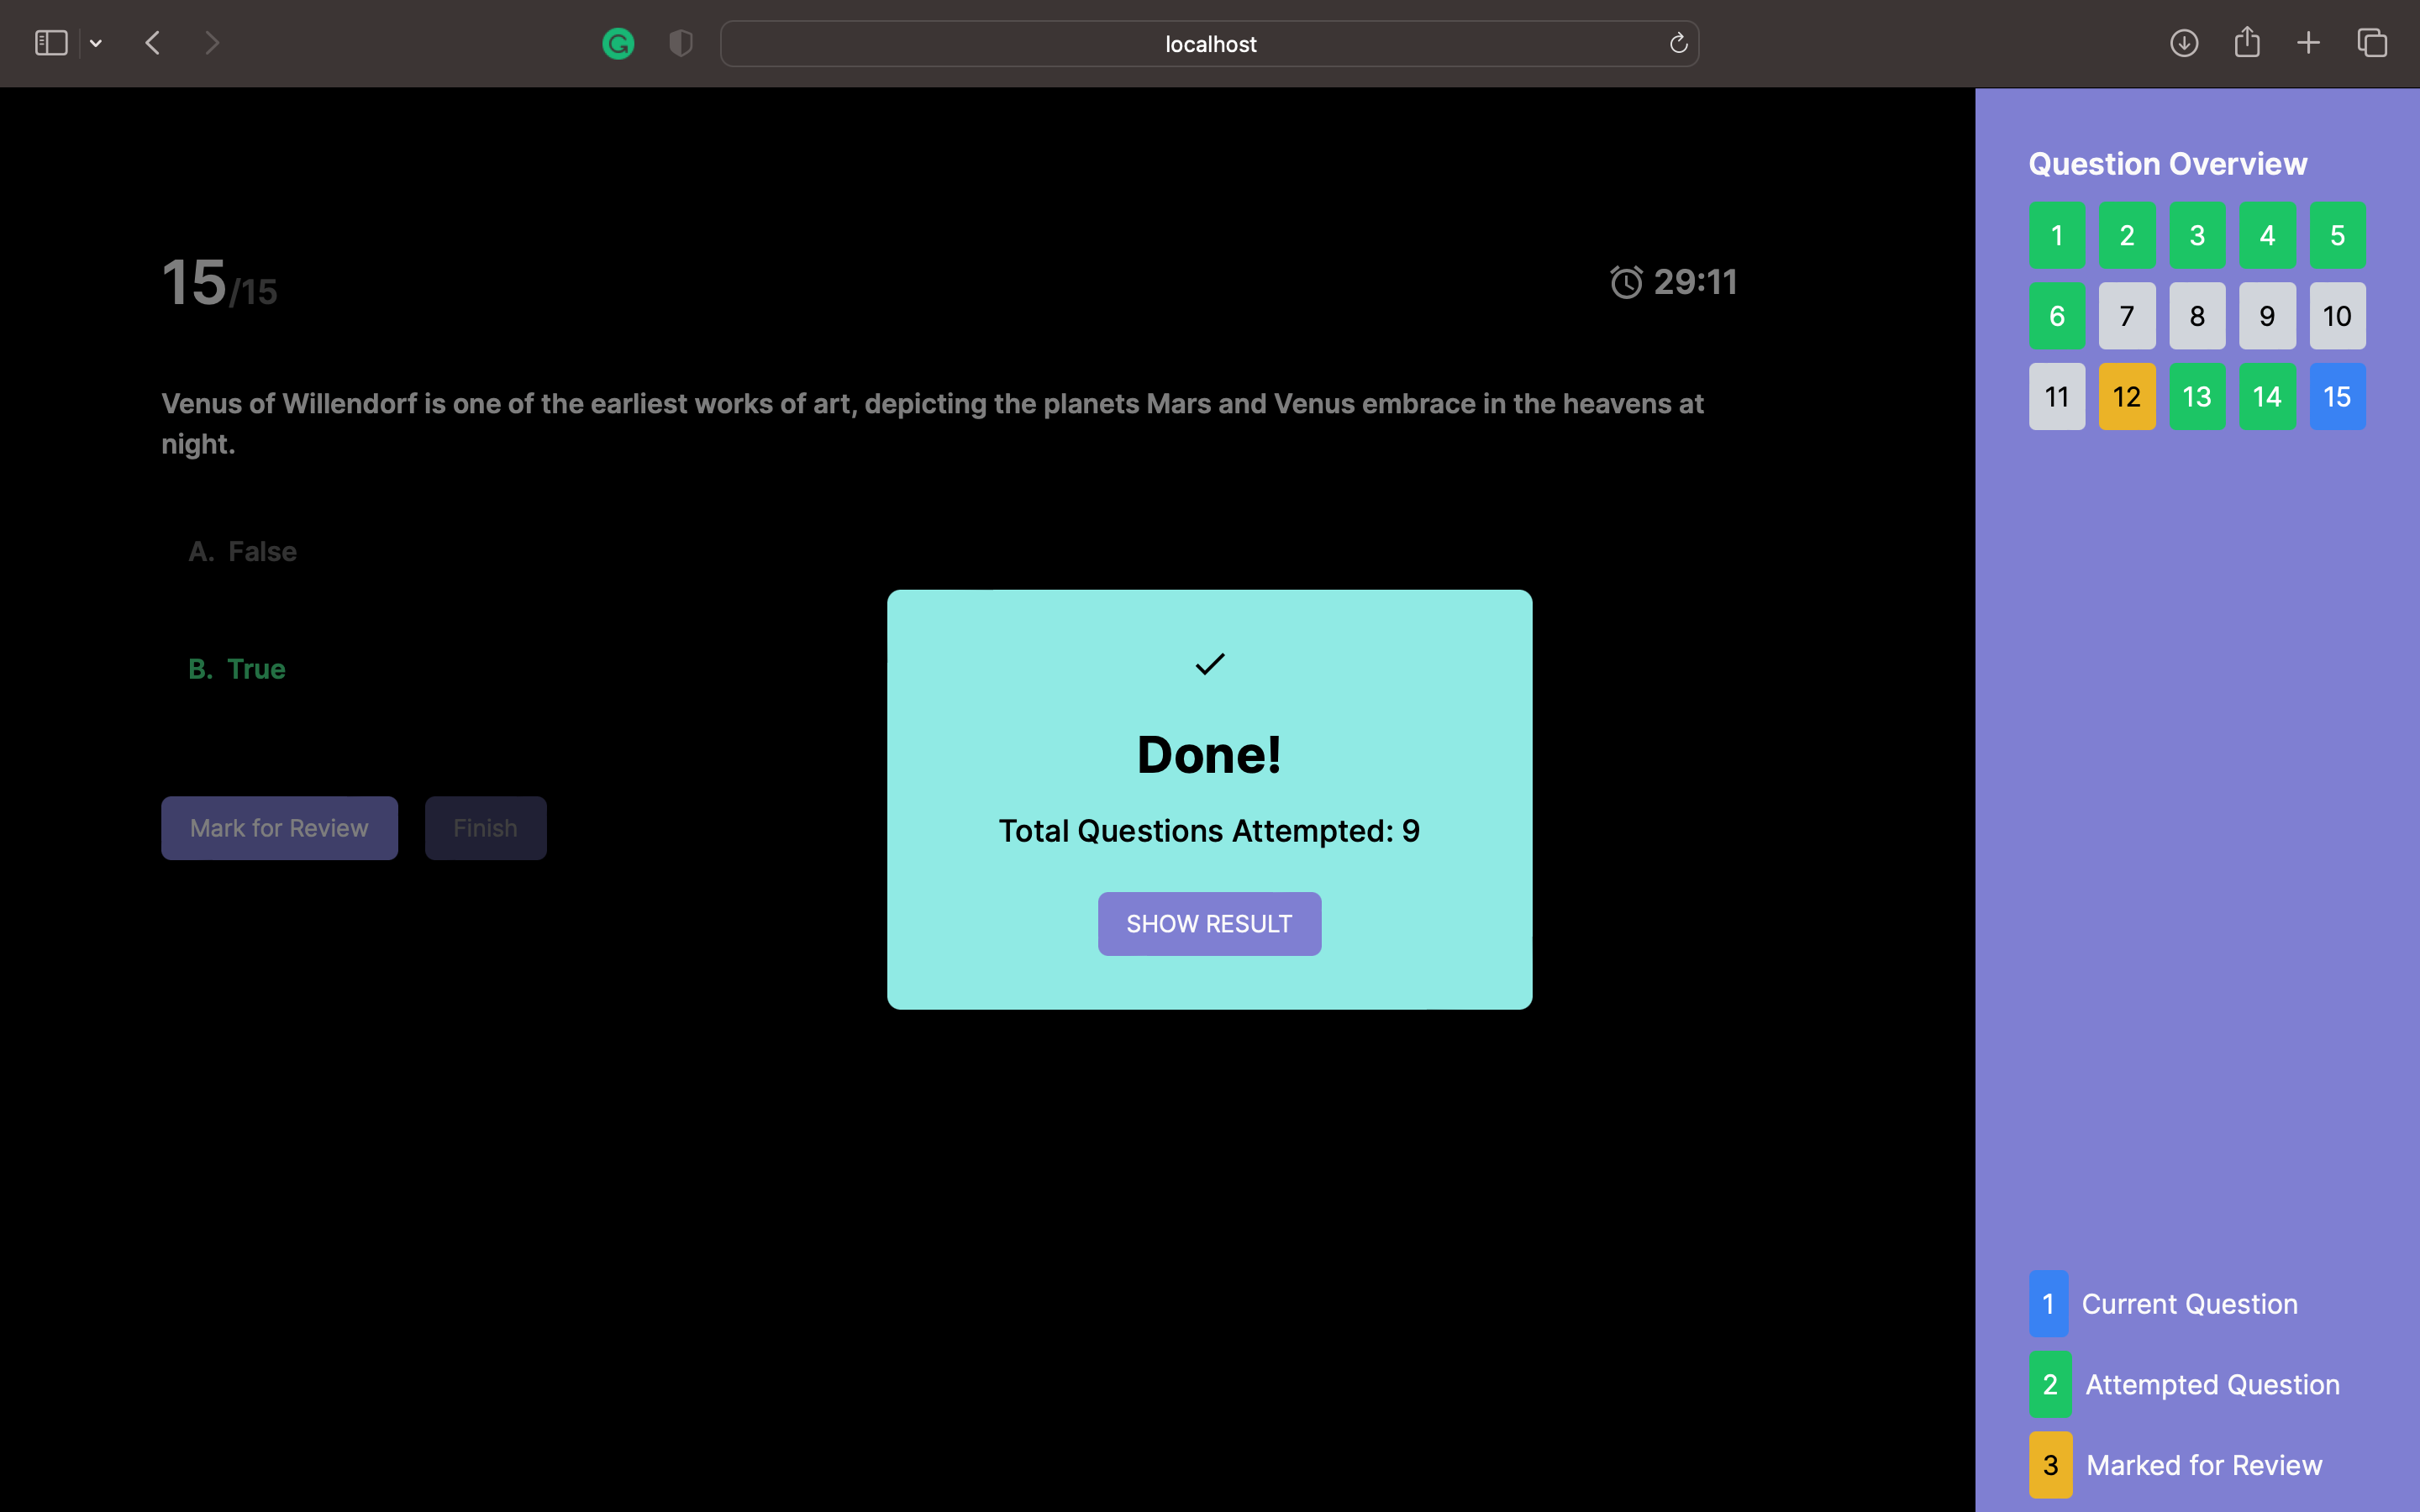 localhost
15/15
29:11
Venus of Willendorf is one of the earliest works of art, depicting the planets Mars and Venus embrace in the heavens at
night.
A. False
B. True
Mark for Review
Finish
Done!
Total Questions Attempted: 9
SHOW RESULT
Question Overview
1 2 3 4 5
6 7 8 9 10
11 12 13 14 15
1 Current Question
2 Attempted Question
3 Marked for Review